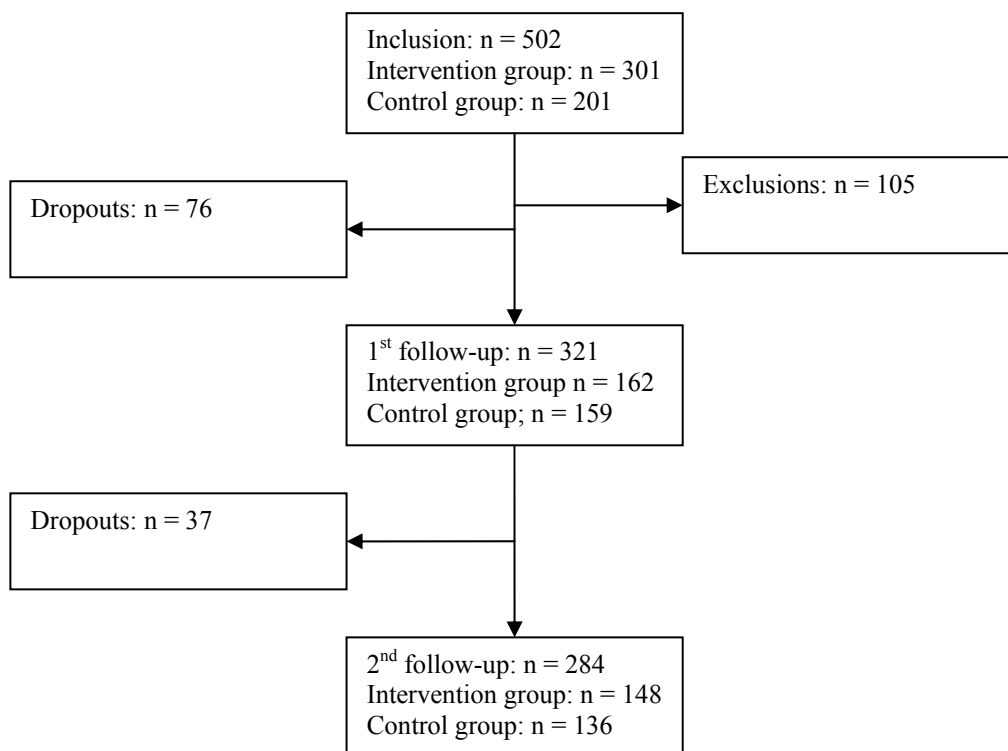 Inclusion: n = 502
Intervention group: n = 301
Control group: n = 201
Exclusions: n = 105
Dropouts: n = 76
1st follow-up: n = 321
Intervention group n = 162
Control group; n = 159
Dropouts: n = 37
2nd follow-up: n = 284
Intervention group: n = 148
Control group: n = 136